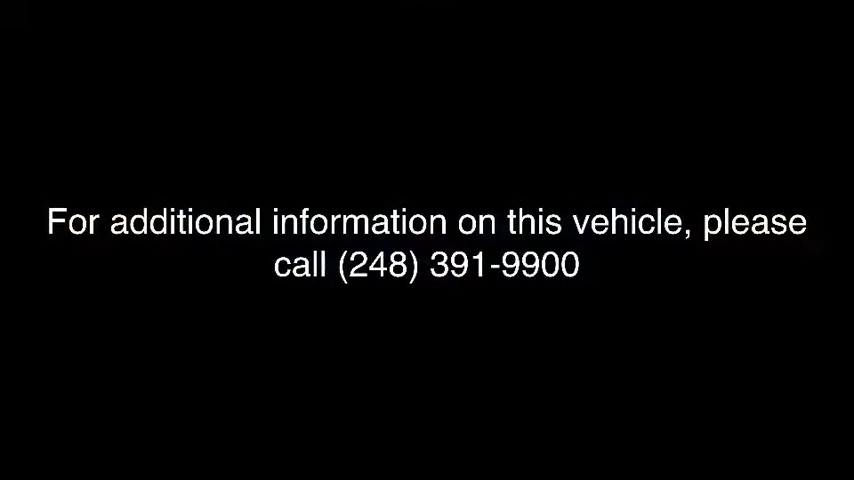 For additional information on this vehicle, please
call (248) 391-9900